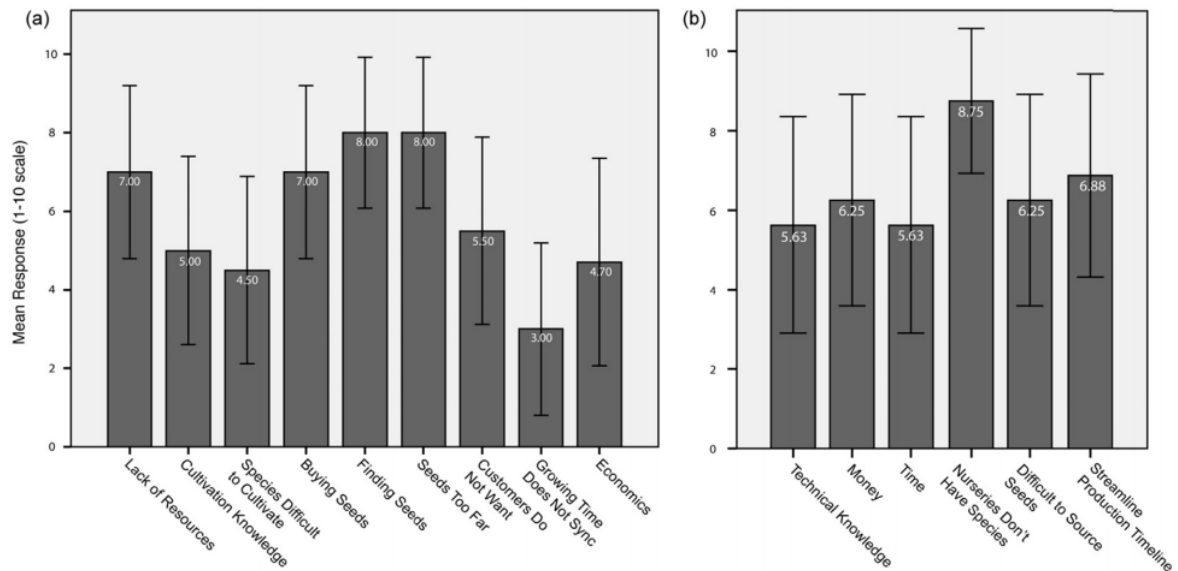 (a)
Mean Response (1-10 scale)
10
8
6
4
2
0
7.00
5.00
4.50
7.00
8.00
8.00
5.50
3.00
4.70
Lack of Resources
Cultivation Knowledge
Species Difficult
to Cultivate
Buying Seeds
Finding Seeds
Seeds Too Far
Customers Do
Not Want
Growing Time
Does Not Sync
Economics
(b)
10
8
6
4
2
0
5.63
6.25
5.63
8.75
6.25
6.88
Technical Knowledge
Money
Time
Nurseries Don't
Have Species
Difficult to Source
Seeds
Streamline
Production Timeline